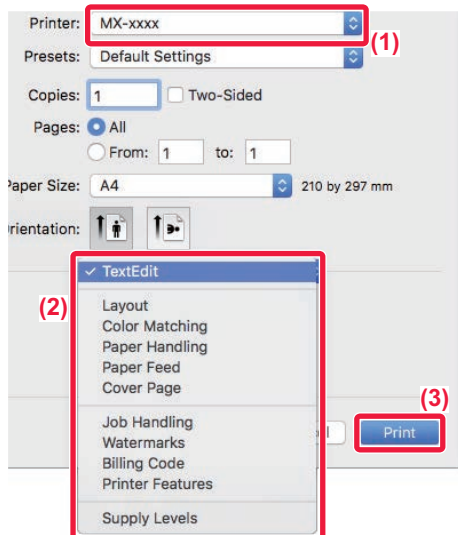 Printer: MX-xxxx
(1)
Presets: Default Settings
Copies: 1 Two-Sided
Pages: All
From: 1 to: 1
Paper Size: A4 210 by 297 mm
rientation:
✓ TextEdit
(2)
Layout
Color Matching
Paper Handling
Paper Feed
Cover Page
(3)
Job Handling
Watermarks
Billing Code
Printer Features
Print
Supply Levels